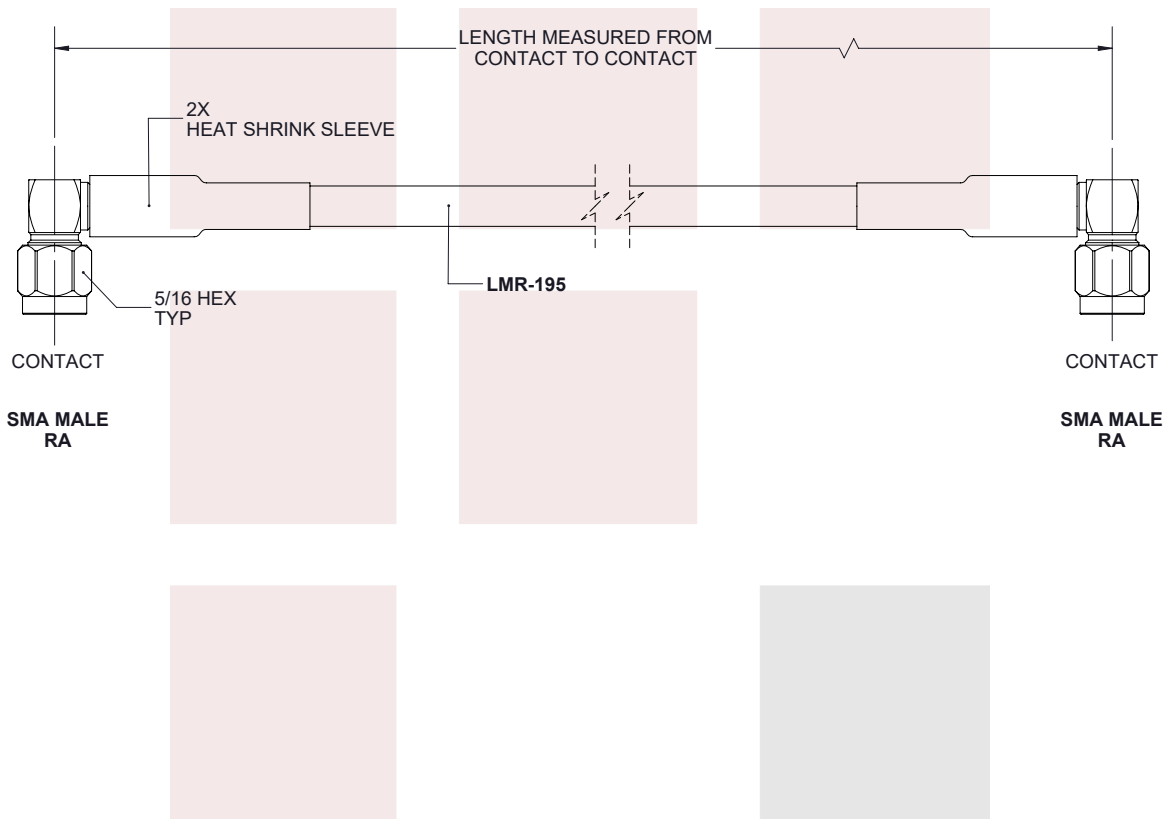 LENGTH MEASURED FROM
CONTACT TO CONTACT
2X
HEAT SHRINK SLEEVE
LMR-195
5/16 HEX
TYP
CONTACT
CONTACT
SMA MALE
RA
SMA MALE
RA